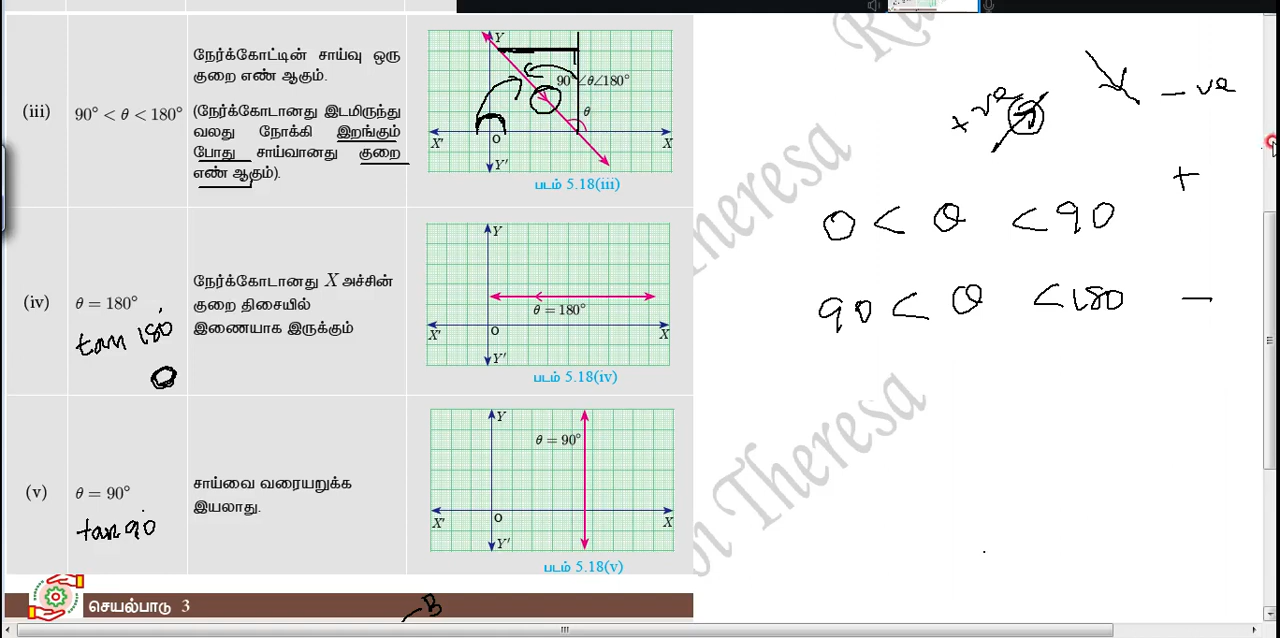 (iii)
90° < θ < 180°
நேர்க்கோட்டின் சாய்வு ஒரு
குறை எண் ஆகும்.
(நேர்க்கோடானது இடமிருந்து
வலது நோக்கி இறங்கும்
போது சாய்வானது குறை
எண் ஆகும்).
Y
90°∠θ∠180°
θ
X'
O
X
Y'
படம் 5.18(iii)
(iv)
θ = 180°
tan 180
0
நேர்க்கோடானது X அச்சின்
குறை திசையில்
இணையாக இருக்கும்
Y
θ = 180°
X'
O
X
Y'
படம் 5.18(iv)
(v)
θ = 90°
tan 90
சாய்வை வரையறுக்க
இயலாது.
Y
θ = 90°
X'
O
X
Y'
படம் 5.18(v)
செயல்பாடு 3
B
+ve
- ve
+
0 < θ < 90
90 < θ < 180 -
Theresa
Theresa